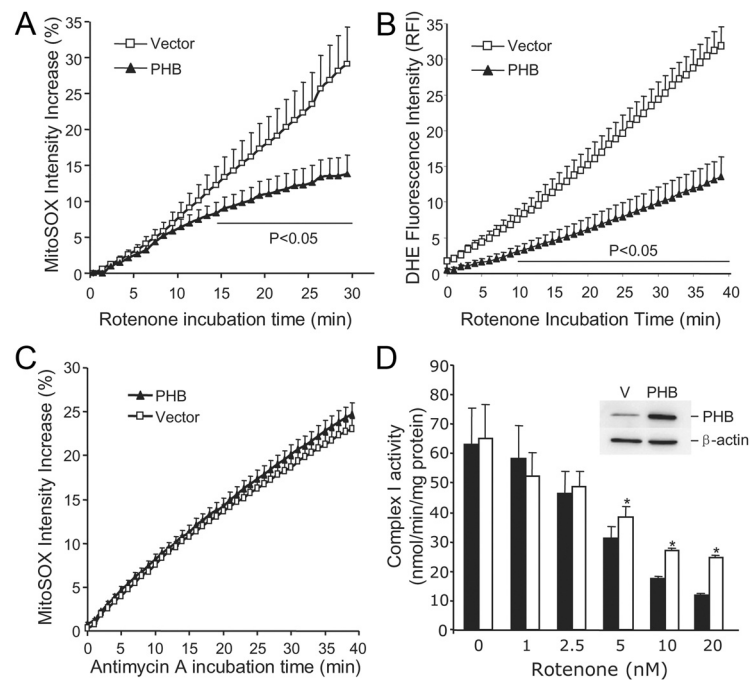 A
MitoSOX Intensity Increase (%)
35
30
25
20
15
10
5
0
Vector
PHB
P<0.05
0 5 10 15 20 25 30
Rotenone incubation time (min)
B
DHE Fluorescence Intensity (RFI)
35
30
25
20
15
10
5
0
Vector
PHB
P<0.05
0 5 10 15 20 25 30 35 40
Rotenone Incubation Time (min)
C
MitoSOX Intensity Increase (%)
30
25
20
15
10
5
0
PHB
Vector
0 5 10 15 20 25 30 35 40
Antimycin A incubation time (min)
D
Complex I activity
(nmol/min/mg protein)
90
80
70
60
50
40
30
20
10
0
V PHB
PHB
β-actin
* * *
0 1 2.5 5 10 20
Rotenone (nM)